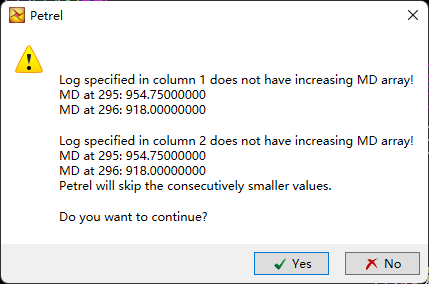 Petrel
Log specified in column 1 does not have increasing MD array!
MD at 295: 954.75000000
MD at 296: 918.00000000
Log specified in column 2 does not have increasing MD array!
MD at 295: 954.75000000
MD at 296: 918.00000000
Petrel will skip the consecutively smaller values.
Do you want to continue?
Yes
No